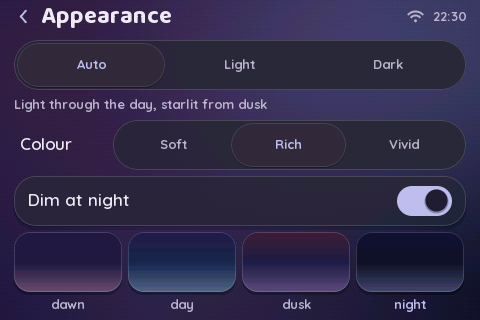 Appearance
22:30
Auto
Light
Dark
Light through the day, starlit from dusk
Colour
Soft
Rich
Vivid
Dim at night
dawn
day
dusk
night